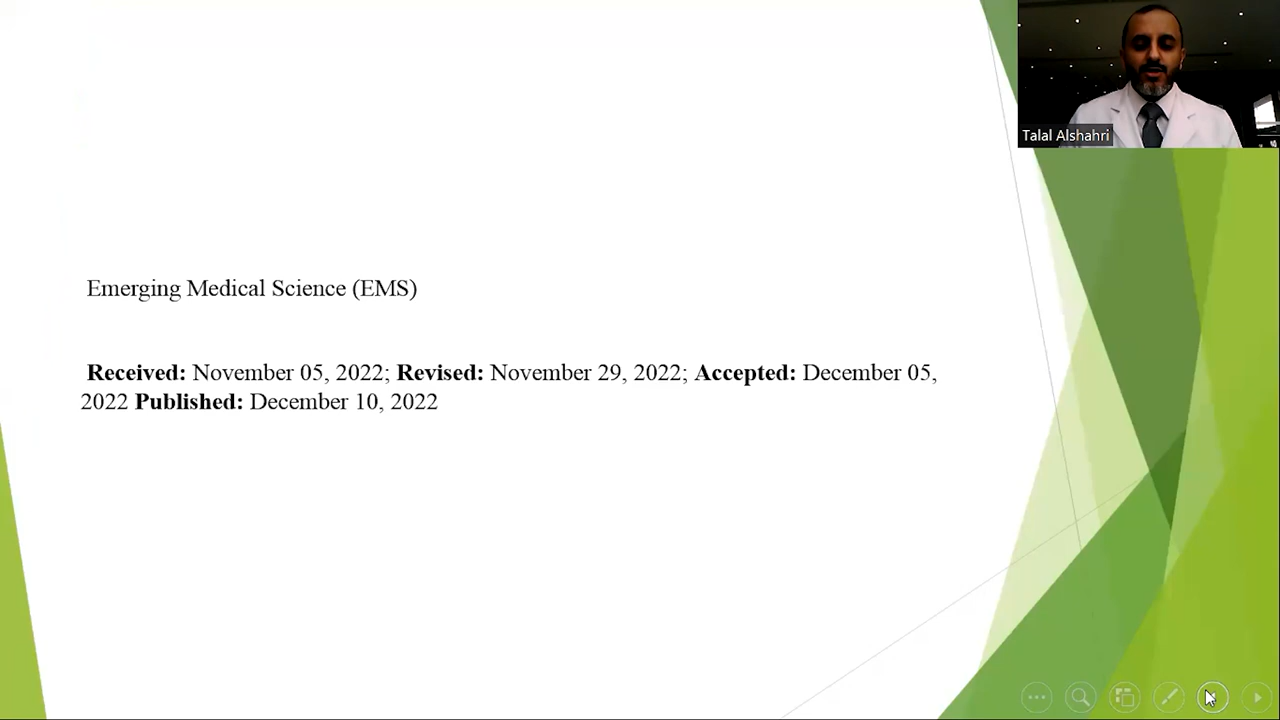 Talal Alshahri
Emerging Medical Science (EMS)
Received: November 05, 2022; Revised: November 29, 2022; Accepted: December 05,
2022 Published: December 10, 2022